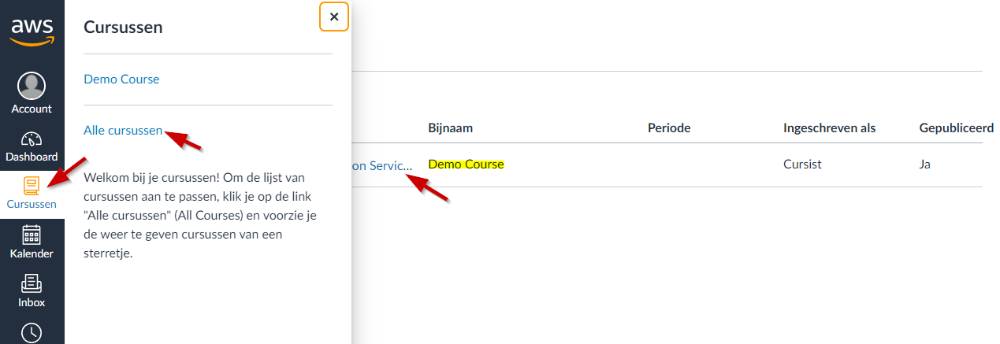 aws
Account
Dashboard
Cursussen
Kalender
Inbox
Cursussen
Demo Course
Alle cursussen
Welkom bij je cursussen! Om de lijst van
cursussen aan te passen, klik je op de link
"Alle cursussen" (All Courses) en voorzie je
de weer te geven cursussen van een
sterretje.
Bijnaam Periode Ingeschreven als Gepubliceerd
on Servic... Demo Course Cursist Ja